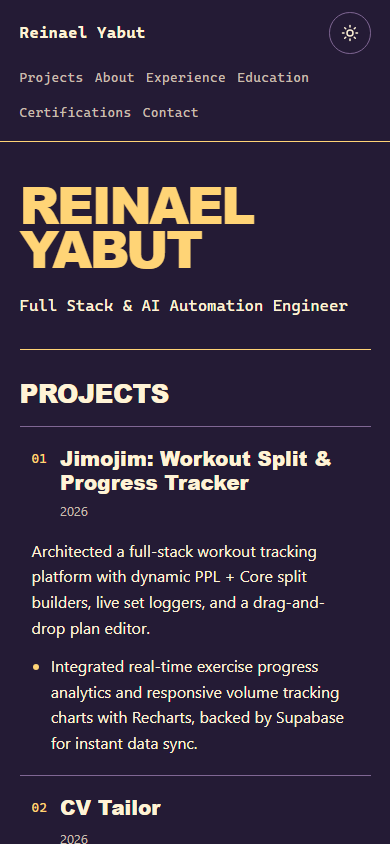 Reinael Yabut
Projects About Experience Education
Certifications Contact
REINAEL
YABUT
Full Stack & AI Automation Engineer
PROJECTS
01 Jimojim: Workout Split &
Progress Tracker
2026
Architected a full-stack workout tracking
platform with dynamic PPL + Core split
builders, live set loggers, and a drag-and-
drop plan editor.
Integrated real-time exercise progress
analytics and responsive volume tracking
charts with Recharts, backed by Supabase
for instant data sync.
02 CV Tailor
2026